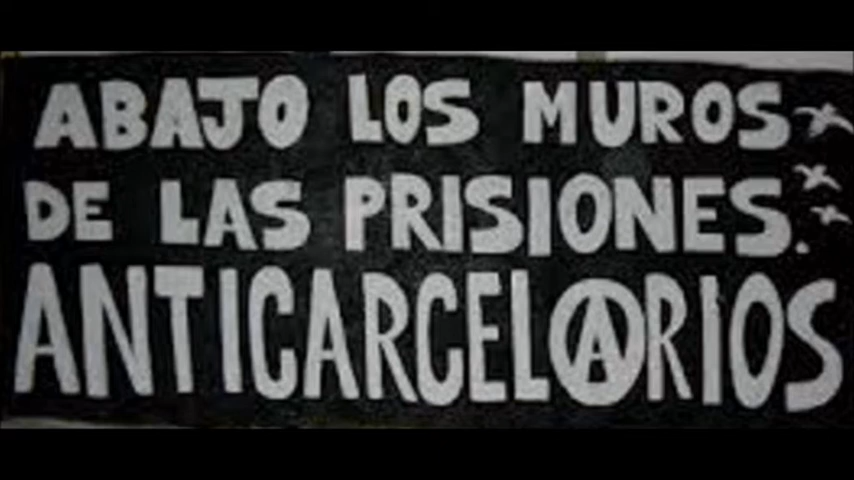 ABAJO LOS MUROS
DE LAS PRISIONES.
ANTICARCELARIOS